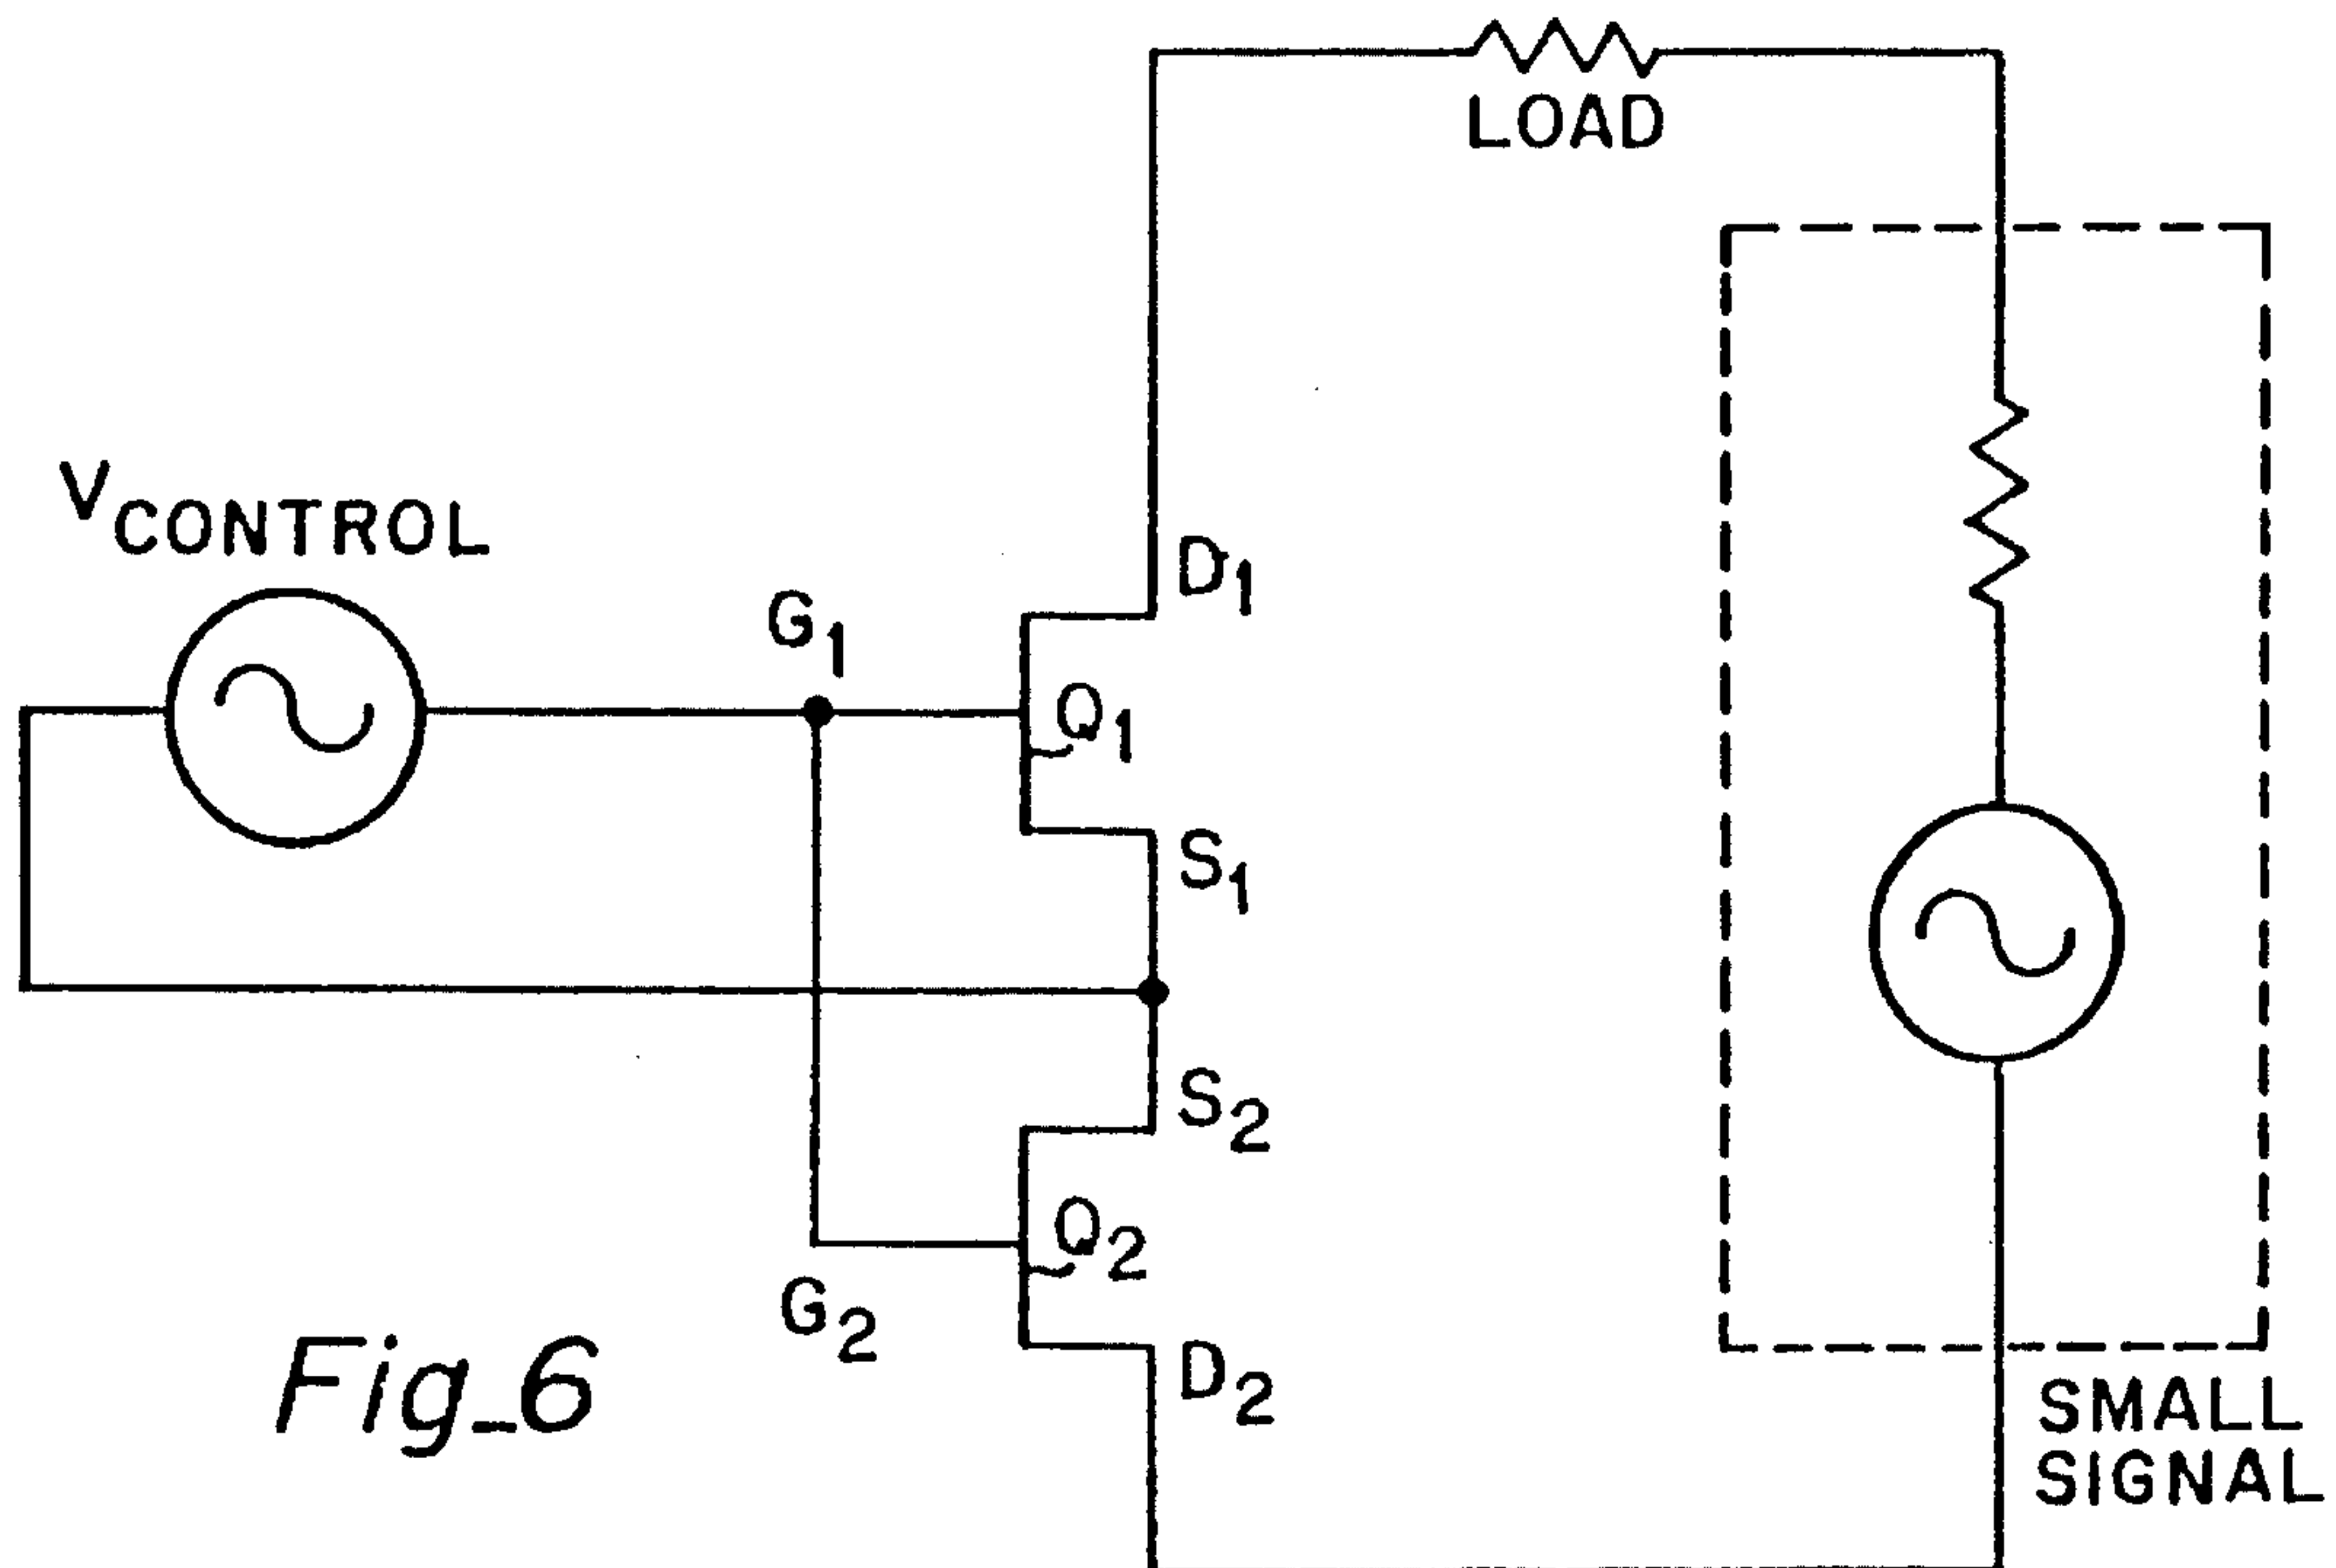 LOAD
VCONTROL
D1
G1
Q1
S1
S2
Q2
G2
D2
Fig_6
SMALL
SIGNAL